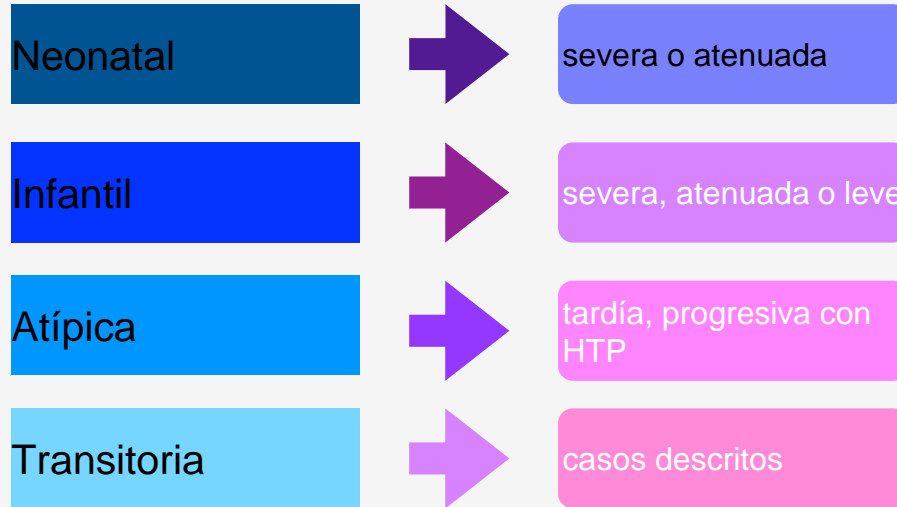 Neonatal
severa o atenuada
Infantil
severa, atenuada o leve
Atípica
tardía, progresiva con
HTP
Transitoria
casos descritos